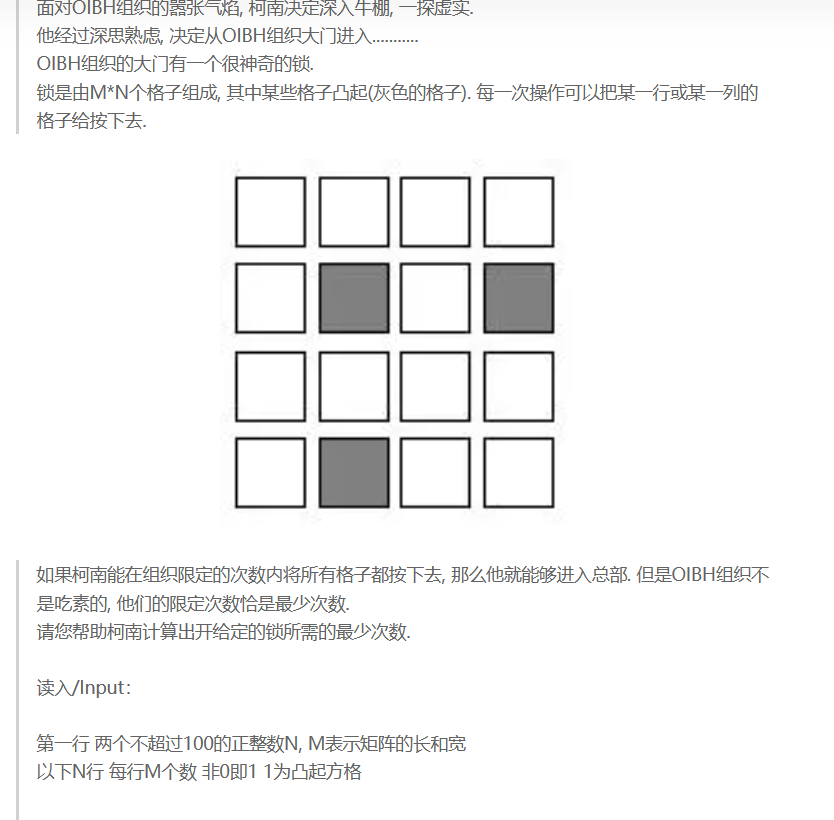 面对OIBH组织的嚣张气焰, 柯南决定深入牛棚, 一探虚实.
他经过深思熟虑, 决定从OIBH组织大门进入...........
OIBH组织的大门有一个很神奇的锁.
锁是由M*N个格子组成, 其中某些格子凸起(灰色的格子). 每一次操作可以把某一行或某一列的
格子给按下去.
如果柯南能在组织限定的次数内将所有格子都按下去, 那么他就能够进入总部. 但是OIBH组织不
是吃素的, 他们的限定次数恰是最少次数.
请您帮助柯南计算出开给定的锁所需的最少次数.
读入/Input：
第一行 两个不超过100的正整数N, M表示矩阵的长和宽
以下N行 每行M个数 非0即1 1为凸起方格